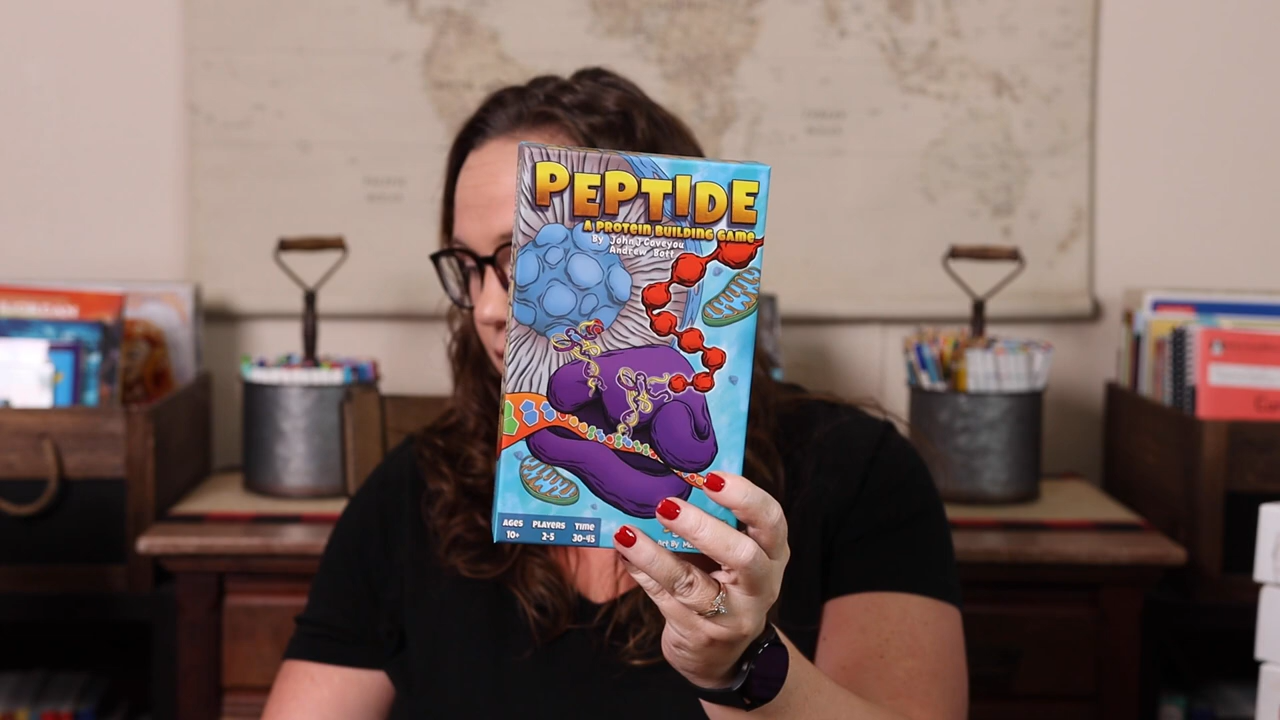 PEPTIDE
A PROTEIN BUILDING GAME
By John J Coveyou
Andrew Bott
AGES PLAYERS TIME
10+ 2-5 30-45
Art By